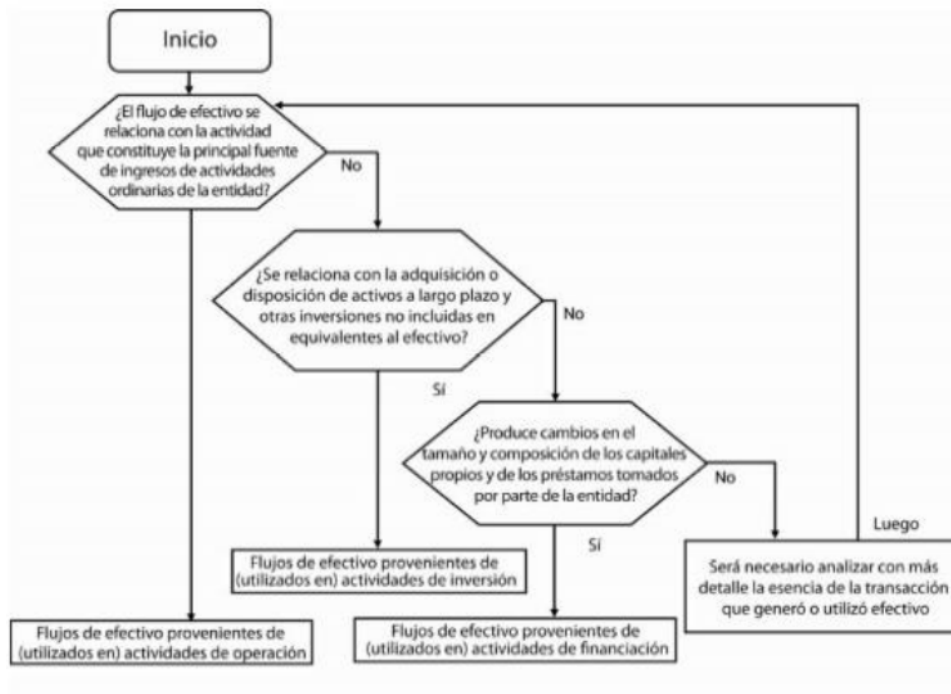 Inicio
¿El flujo de efectivo se
relaciona con la actividad
que constituye la principal fuente
de ingresos de actividades
ordinarias de la entidad?
No
¿Se relaciona con la adquisición o
disposición de activos a largo plazo y
otras inversiones no incluidas en
equivalentes al efectivo?
No
Sí
¿Produce cambios en el
tamaño y composición de los capitales
propios y de los préstamos tomados
por parte de la entidad?
No
Sí
Luego
Flujos de efectivo provenientes de
(utilizados en) actividades de inversión
Será necesario analizar con más
detalle la esencia de la transacción
que generó o utilizó efectivo
Flujos de efectivo provenientes de
(utilizados en) actividades de operación
Flujos de efectivo provenientes de
(utilizados en) actividades de financiación